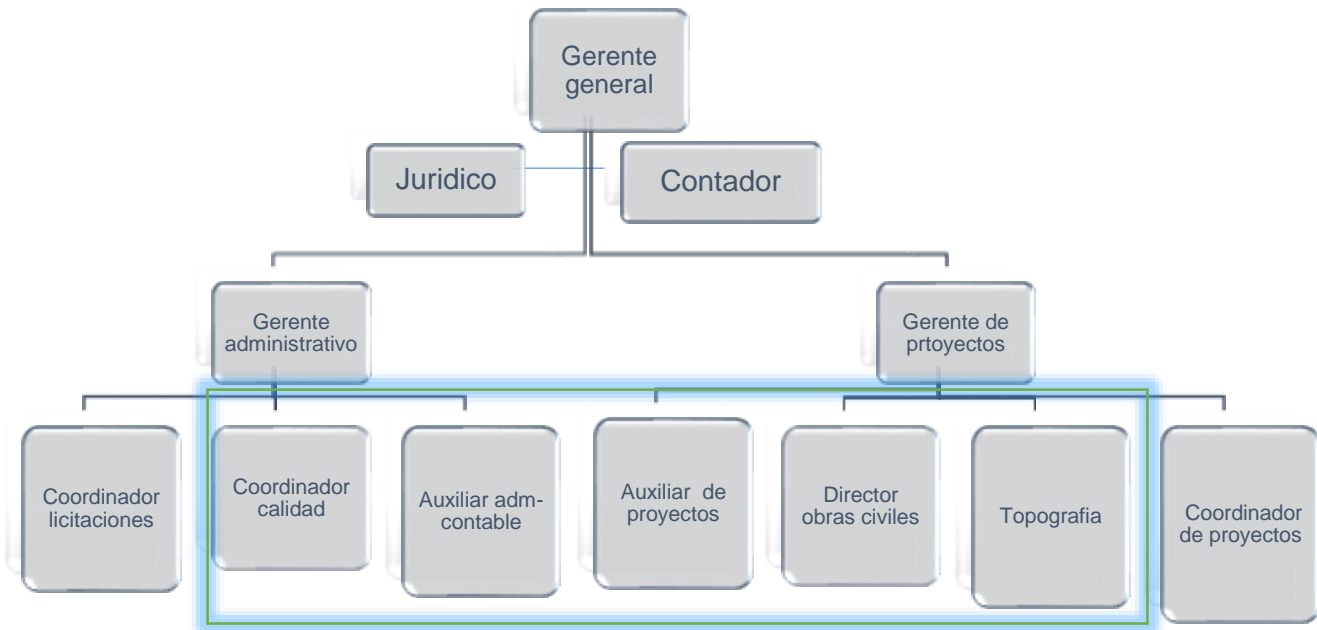 Gerente
general
Juridico
Contador
Gerente
administrativo
Gerente de
prtoyectos
Coordinador
licitaciones
Coordinador
calidad
Auxiliar adm-
contable
Auxiliar de
proyectos
Director
obras civiles
Topografia
Coordinador
de proyectos